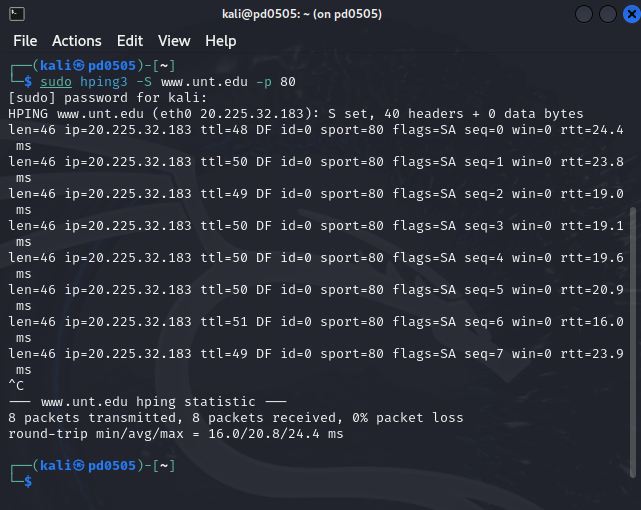 kali@pd0505: ~ (on pd0505)
File Actions Edit View Help
┌──(kali㉿pd0505)-[~]
└─$ sudo hping3 -S www.unt.edu -p 80
[sudo] password for kali:
HPING www.unt.edu (eth0 20.225.32.183): S set, 40 headers + 0 data bytes
len=46 ip=20.225.32.183 ttl=48 DF id=0 sport=80 flags=SA seq=0 win=0 rtt=24.4
ms
len=46 ip=20.225.32.183 ttl=50 DF id=0 sport=80 flags=SA seq=1 win=0 rtt=23.8
ms
len=46 ip=20.225.32.183 ttl=49 DF id=0 sport=80 flags=SA seq=2 win=0 rtt=19.0
ms
len=46 ip=20.225.32.183 ttl=50 DF id=0 sport=80 flags=SA seq=3 win=0 rtt=19.1
ms
len=46 ip=20.225.32.183 ttl=50 DF id=0 sport=80 flags=SA seq=4 win=0 rtt=19.6
ms
len=46 ip=20.225.32.183 ttl=50 DF id=0 sport=80 flags=SA seq=5 win=0 rtt=20.9
ms
len=46 ip=20.225.32.183 ttl=51 DF id=0 sport=80 flags=SA seq=6 win=0 rtt=16.0
ms
len=46 ip=20.225.32.183 ttl=49 DF id=0 sport=80 flags=SA seq=7 win=0 rtt=23.9
ms
^C
--- www.unt.edu hping statistic ---
8 packets transmitted, 8 packets received, 0% packet loss
round-trip min/avg/max = 16.0/20.8/24.4 ms
┌──(kali㉿pd0505)-[~]
└─$